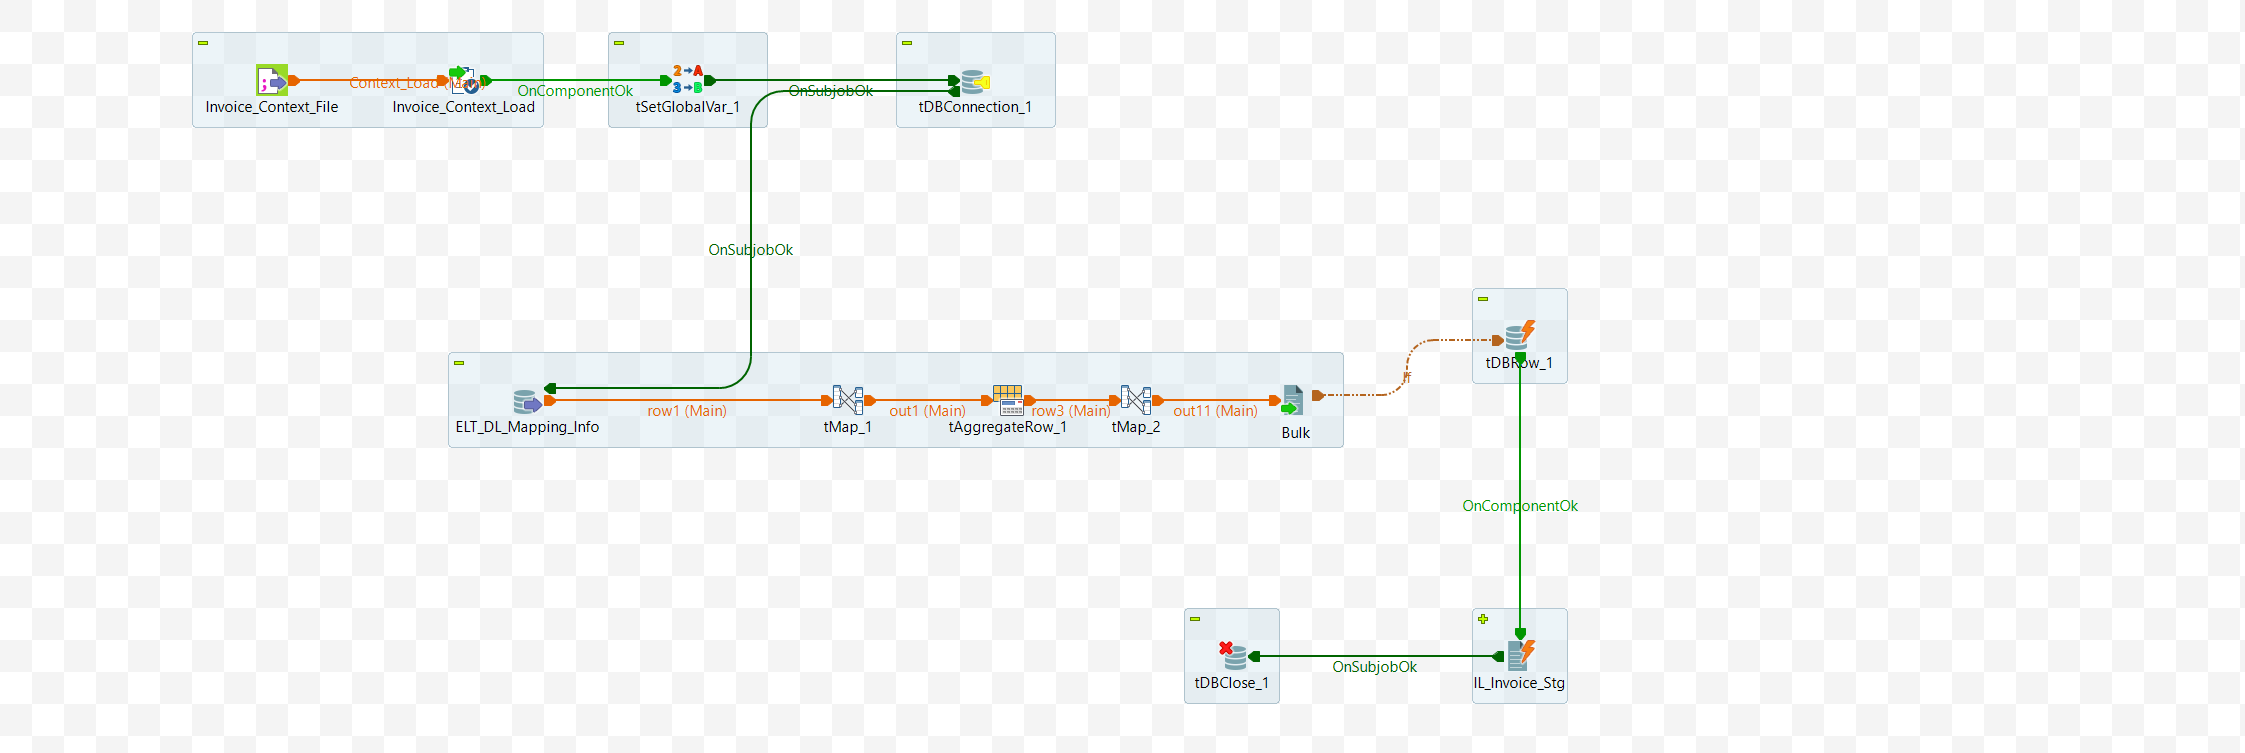 Context_Load (Main)
OnComponentOk
OnSubjobOk
Invoice_Context_File
Invoice_Context_Load
tSetGlobalVar_1
tDBConnection_1
OnSubjobOk
tDBRow_1
If
row1 (Main)
out1 (Main)
row3 (Main)
out11 (Main)
ELT_DL_Mapping_Info
tMap_1
tAggregateRow_1
tMap_2
Bulk
OnComponentOk
OnSubjobOk
tDBClose_1
IL_Invoice_Stg